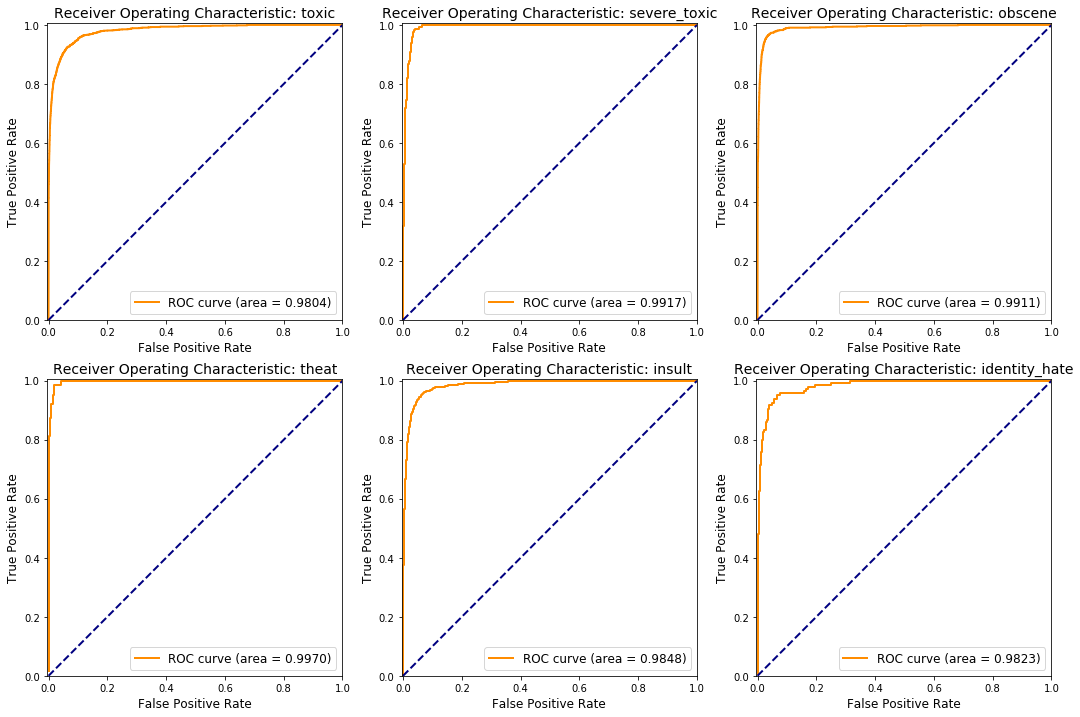 Receiver Operating Characteristic: toxic
True Positive Rate
1.0
0.8
0.6
0.4
0.2
0.0
ROC curve (area = 0.9804)
0.0 0.2 0.4 0.6 0.8 1.0
False Positive Rate
Receiver Operating Characteristic: severe_toxic
True Positive Rate
1.0
0.8
0.6
0.4
0.2
0.0
ROC curve (area = 0.9917)
0.0 0.2 0.4 0.6 0.8 1.0
False Positive Rate
Receiver Operating Characteristic: obscene
True Positive Rate
1.0
0.8
0.6
0.4
0.2
0.0
ROC curve (area = 0.9911)
0.0 0.2 0.4 0.6 0.8 1.0
False Positive Rate
Receiver Operating Characteristic: theat
True Positive Rate
1.0
0.8
0.6
0.4
0.2
0.0
ROC curve (area = 0.9970)
0.0 0.2 0.4 0.6 0.8 1.0
False Positive Rate
Receiver Operating Characteristic: insult
True Positive Rate
1.0
0.8
0.6
0.4
0.2
0.0
ROC curve (area = 0.9848)
0.0 0.2 0.4 0.6 0.8 1.0
False Positive Rate
Receiver Operating Characteristic: identity_hate
True Positive Rate
1.0
0.8
0.6
0.4
0.2
0.0
ROC curve (area = 0.9823)
0.0 0.2 0.4 0.6 0.8 1.0
False Positive Rate